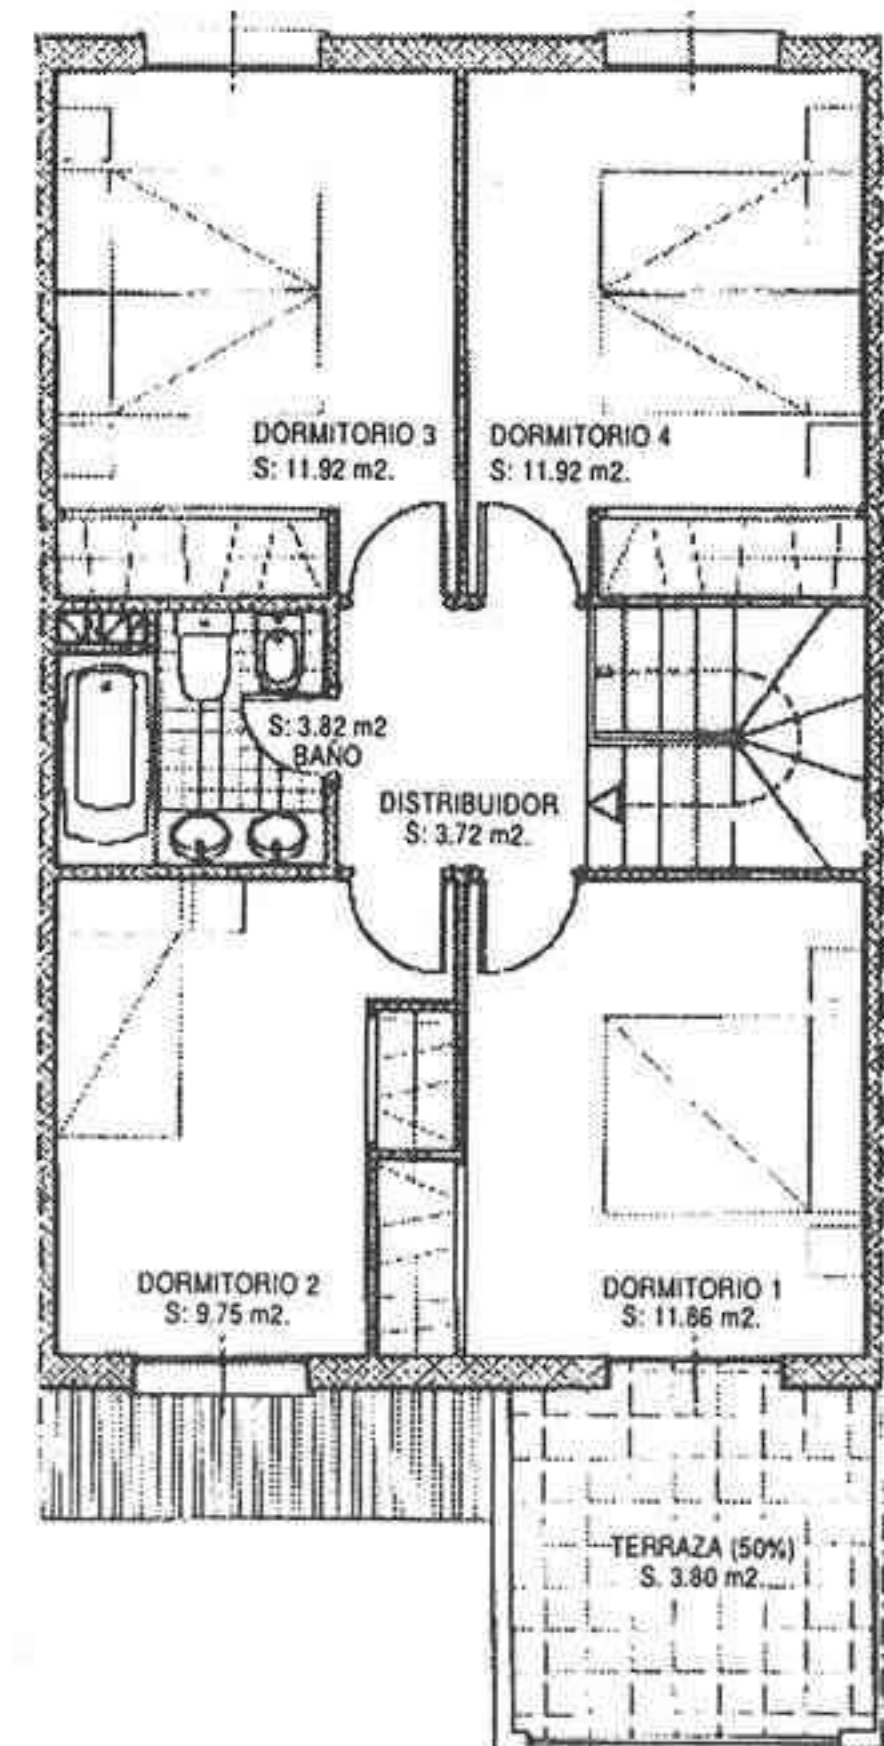 DORMITORIO 3
S: 11.92 m2.
DORMITORIO 4
S: 11.92 m2.
S: 3.82 m2
BAÑO
DISTRIBUIDOR
S: 3.72 m2.
DORMITORIO 2
S: 9.75 m2.
DORMITORIO 1
S: 11.86 m2.
TERRAZA (50%)
S. 3.80 m2.